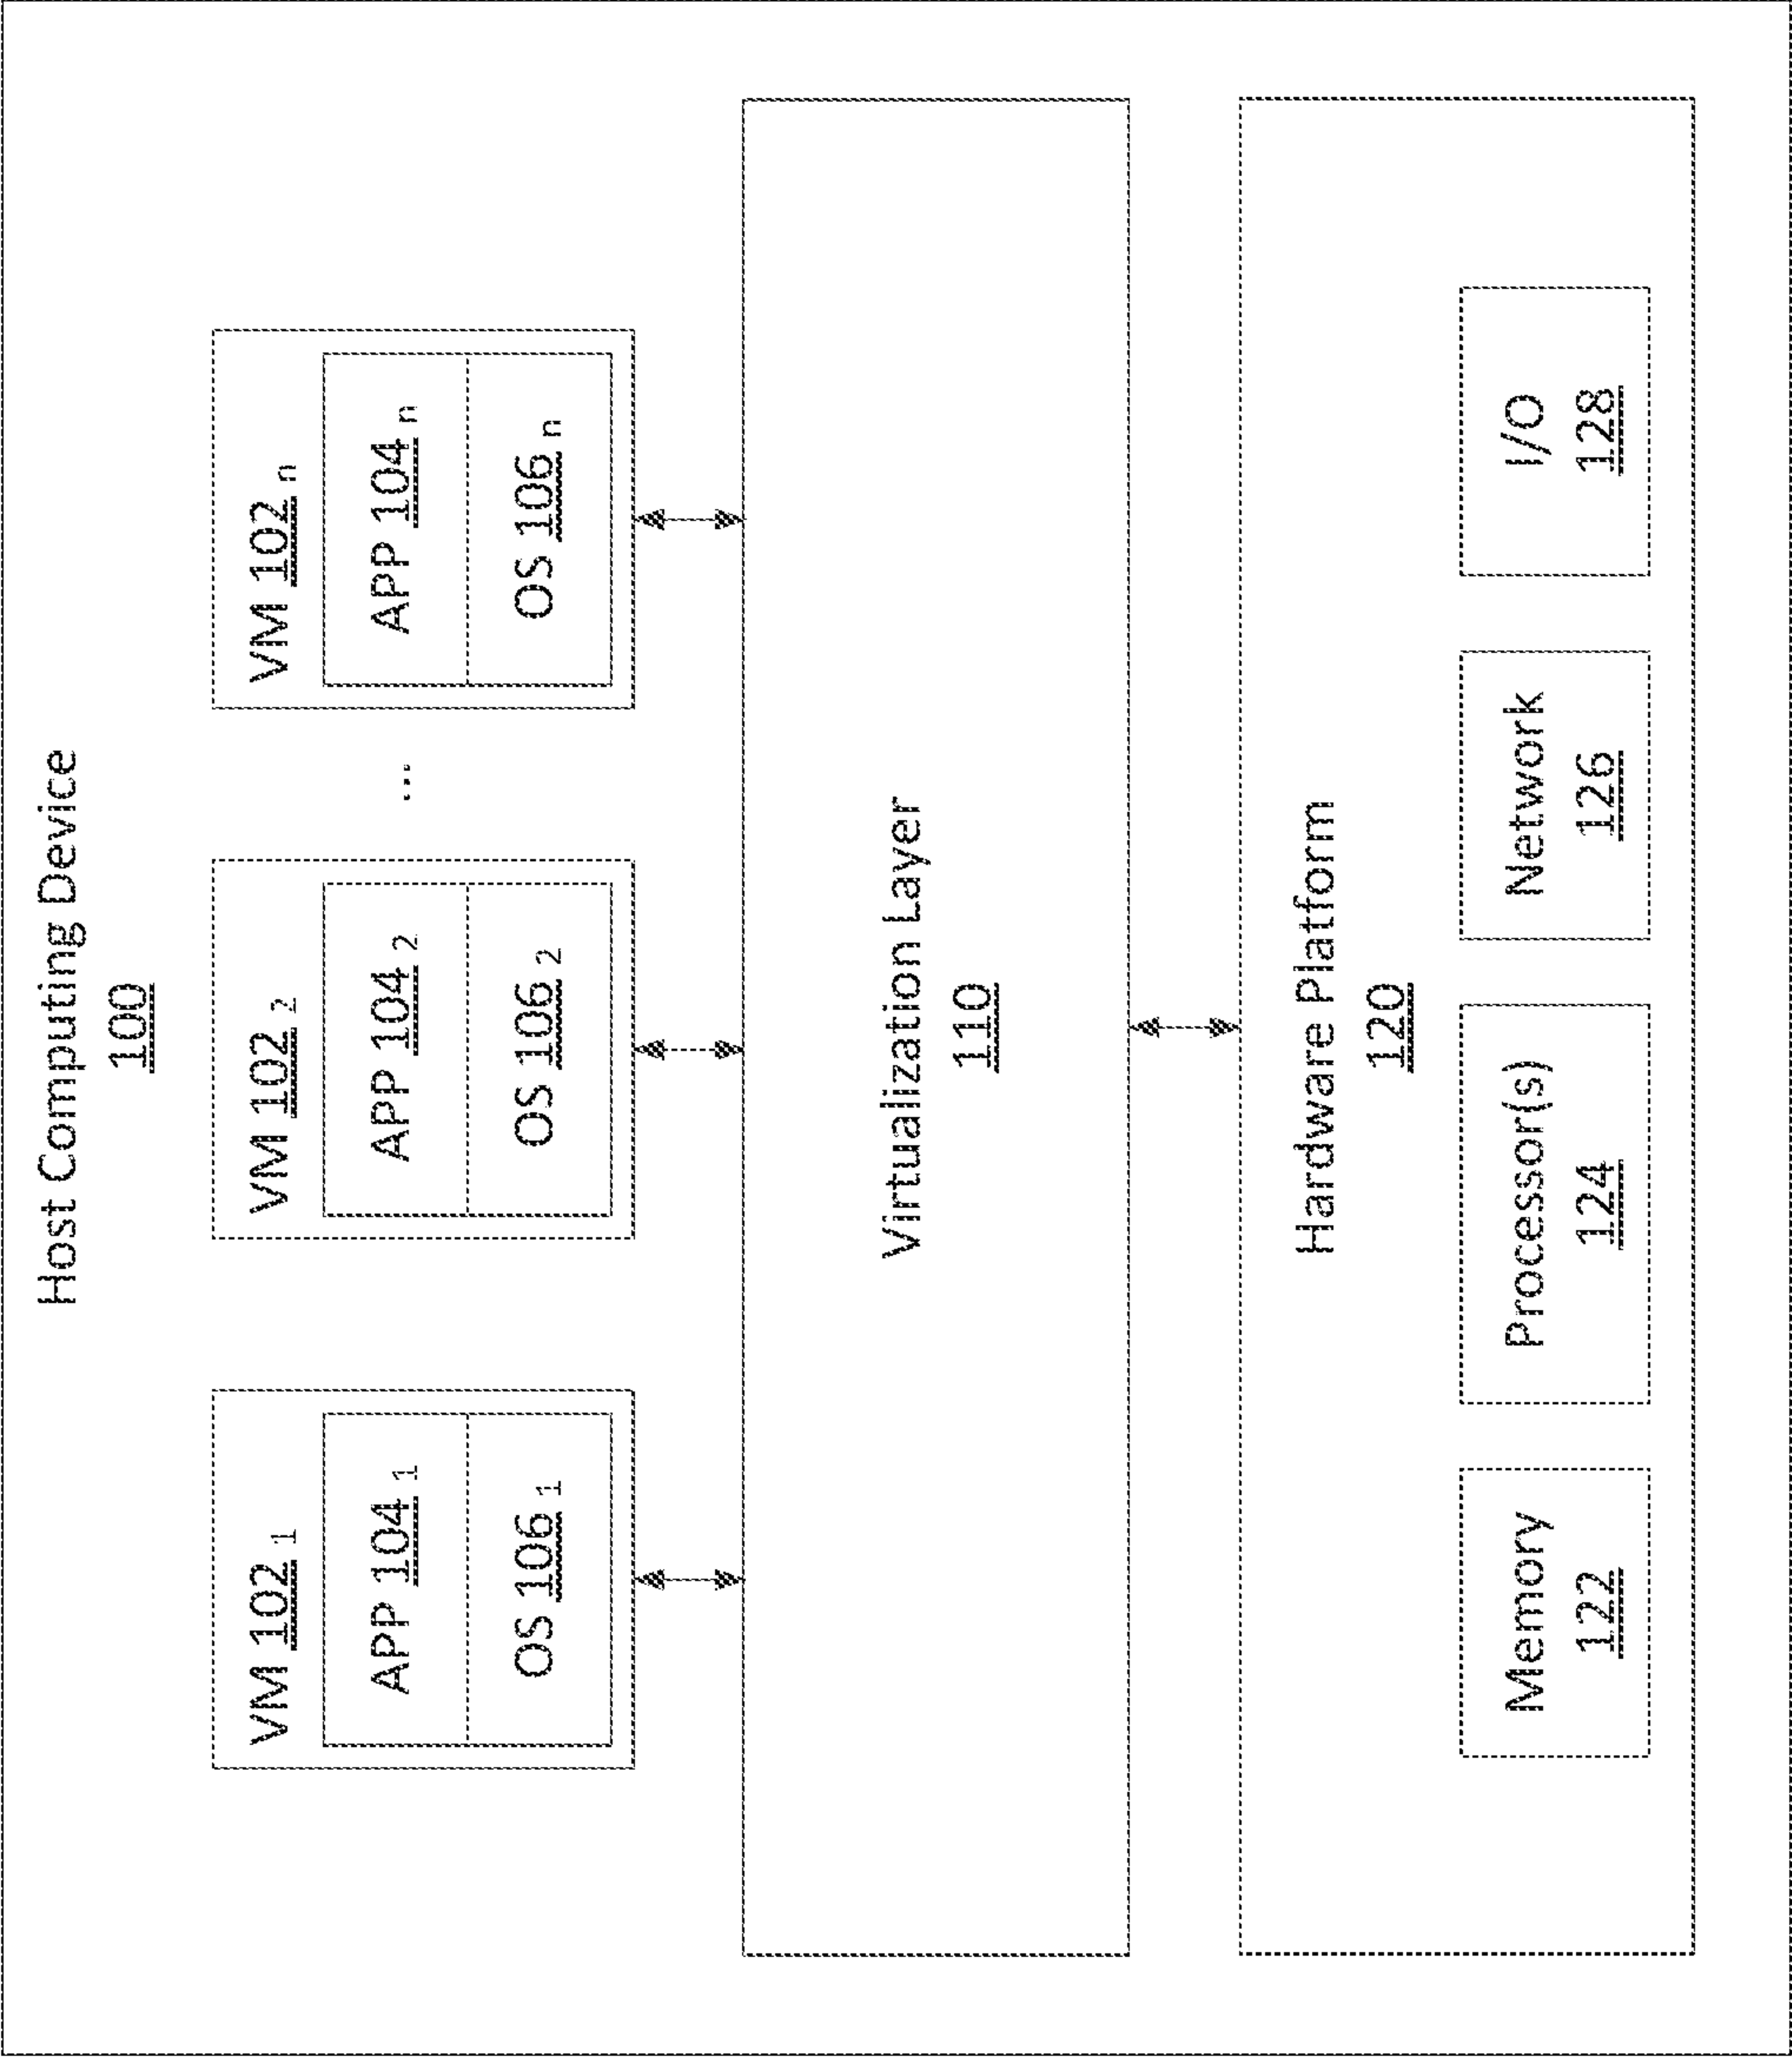 Host Computing Device
100
VM 102 1
APP 104 1
OS 106 1
VM 102 2
APP 104 2
OS 106 2
...
VM 102 n
APP 104 n
OS 106 n
Virtualization Layer
110
Hardware Platform
120
Memory
122
Processor(s)
124
Network
126
I/O
128